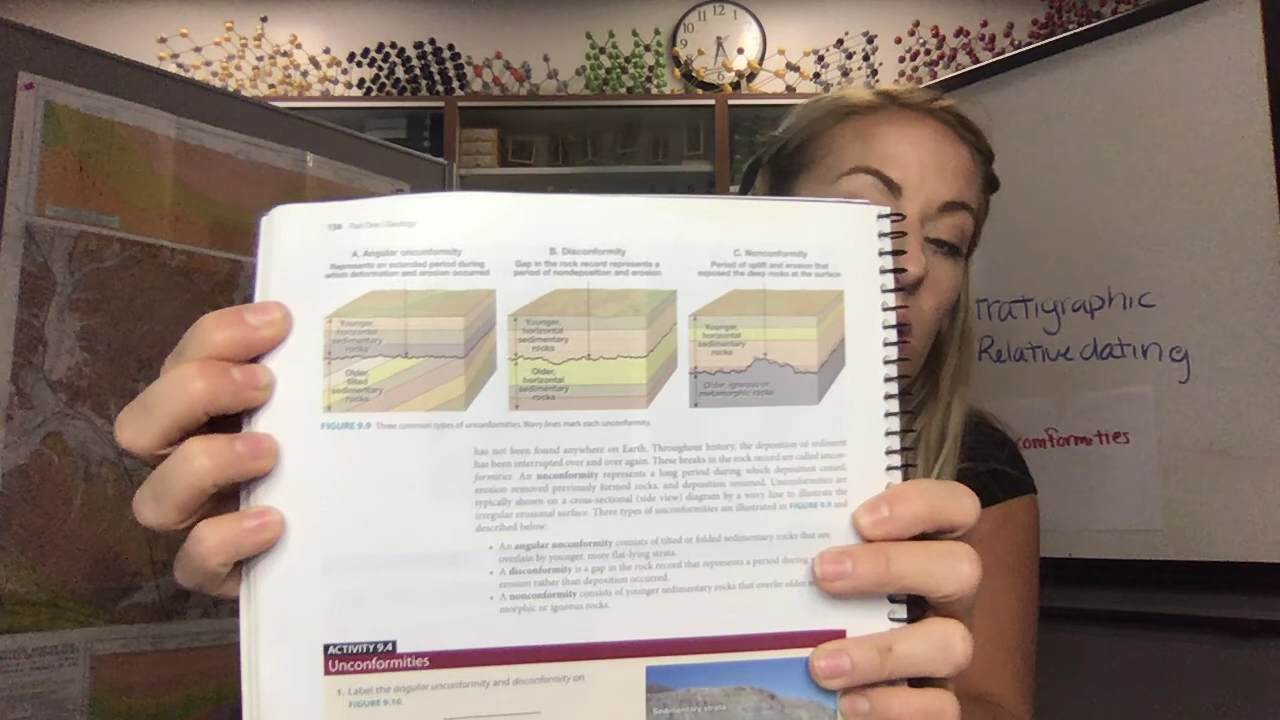 12
11
1
10
9
6
Tratigraphic
Relative dating
comformities
A. Angular unconformity
Represents an extended period during
which deformation and erosion occurred
Younger,
horizontal
sedimentary
rocks
Older,
tilted
sedimentary
rocks
B. Disconformity
Gap in the rock record represents a
period of nondeposition and erosion
Younger,
horizontal
sedimentary
rocks
Older,
horizontal
sedimentary
rocks
C. Nonconformity
Period of uplift and erosion that
exposed the deep rocks at the surface
Younger,
sedimentary
rocks
Older, igneous or
metamorphic rocks
FIGURE 9.9 Three common types of unconformities. Wavy lines mark each unconformity.
has not been found anywhere on Earth. Throughout history, the deposition of sediment
has been interrupted over and over again. These breaks in the rock record are called uncon-
formities. An unconformity represents a long period during which deposition ceased,
erosion removed previously formed rocks, and deposition resumed. Unconformities are
typically shown on a cross-sectional (side view) diagram by a wavy line to illustrate the
irregular erosional surface. Three types of unconformities are illustrated in FIGURE 9.9 and
described below:
• An angular unconformity consists of tilted or folded sedimentary rocks that are
overlain by younger, more flat-lying strata.
• A disconformity is a gap in the rock record that represents a period during
erosion rather than deposition occurred.
• A nonconformity consists of younger sedimentary rocks that overlie older
morphic or igneous rocks.
ACTIVITY 9.4
Unconformities
1. Label the angular unconformity and disconformity on
FIGURE 9.10.
Sedimentary strata